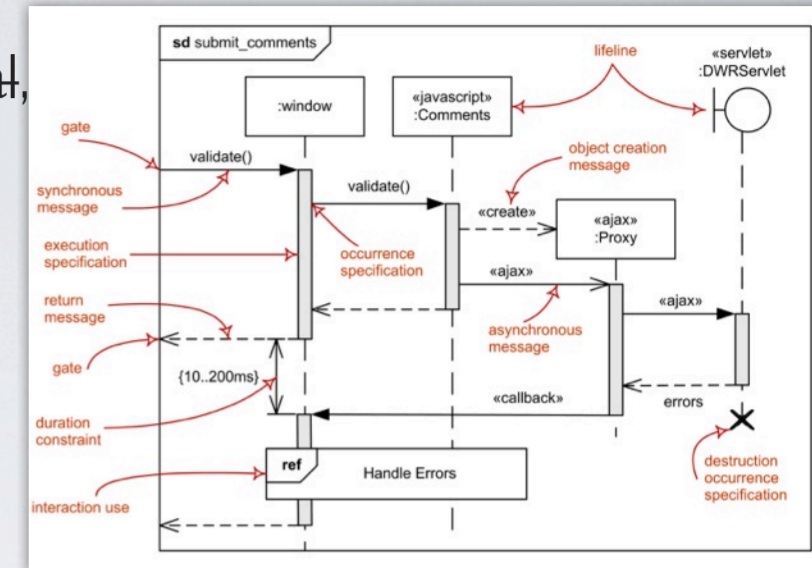 sd submit_comments
lifeline
«servlet»
:DWRServlet
:window
«javascript»
:Comments
gate
validate()
object creation
message
synchronous
message
validate()
«create»
«ajax»
:Proxy
execution
specification
occurrence
specification
«ajax»
«ajax»
return
message
asynchronous
message
gate
{10..200ms}
«callback»
errors
duration
constraint
ref
Handle Errors
destruction
occurrence
specification
interaction use